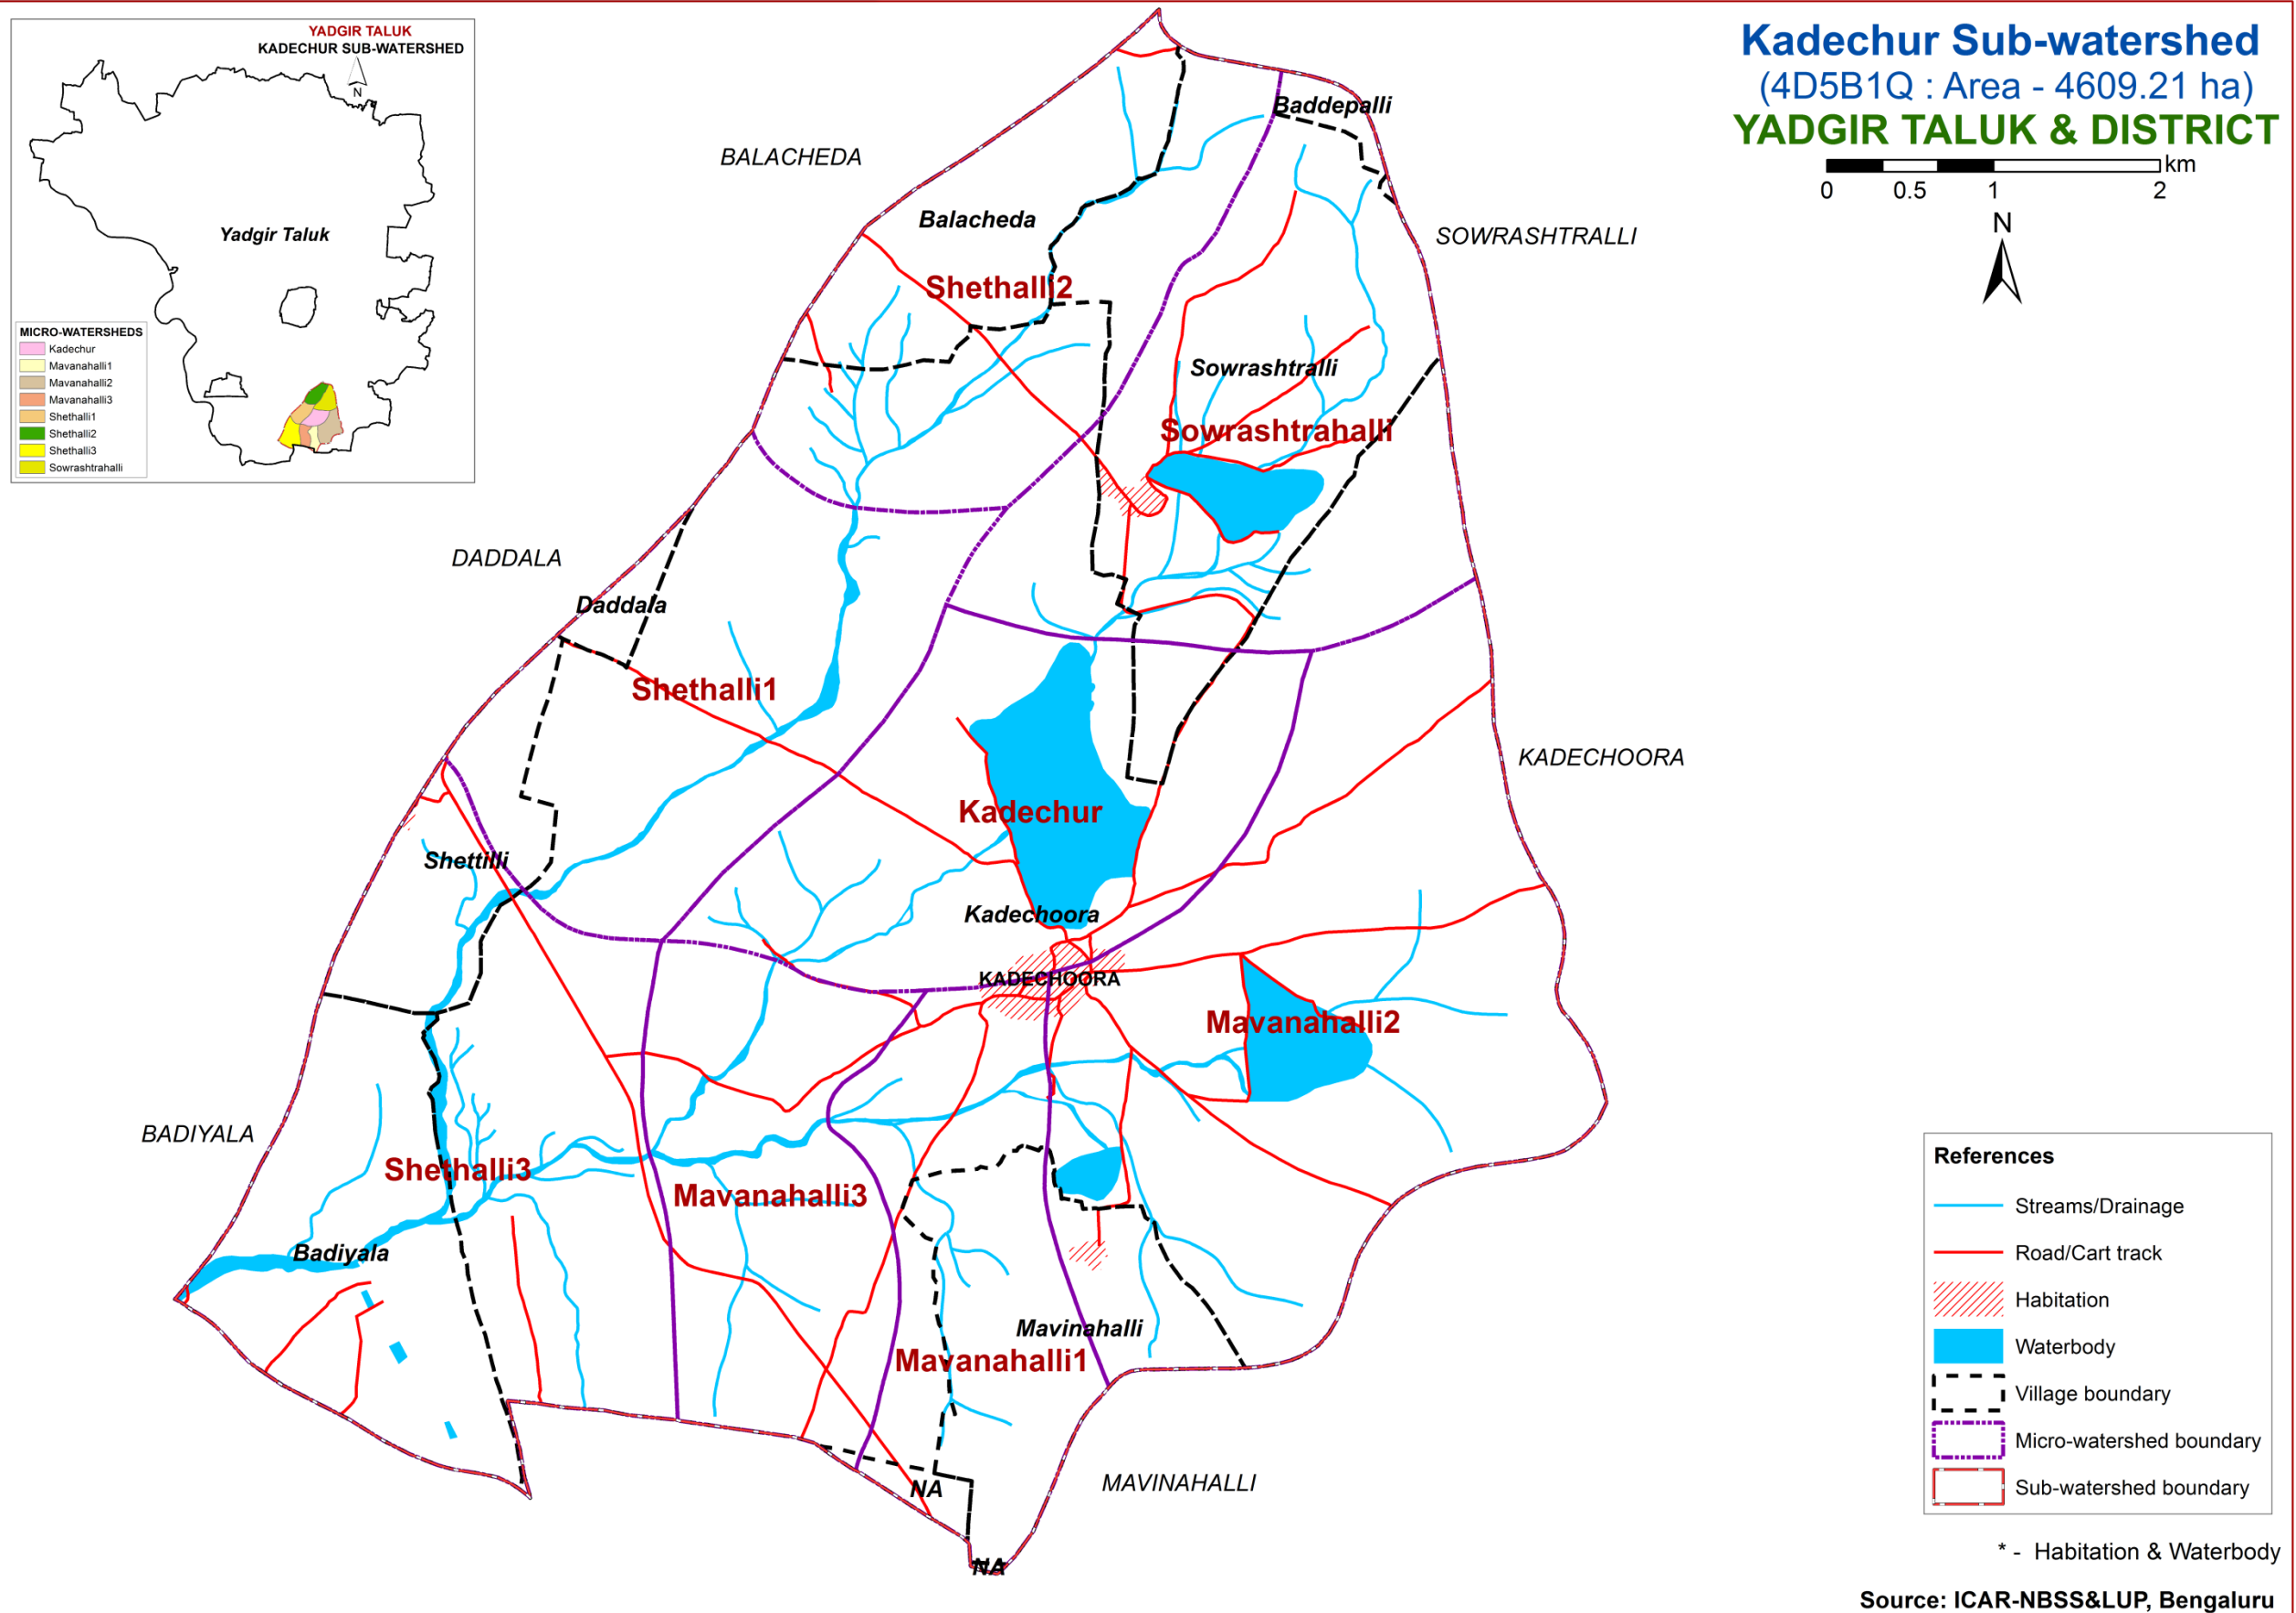 YADGIR TALUK
KADECHUR SUB-WATERSHED
N
Yadgir Taluk
MICRO-WATERSHEDS
Kadechur
Mavanahalli1
Mavanahalli2
Mavanahalli3
Shethalli1
Shethalli2
Shethalli3
Sowrashtrahalli
Kadechur Sub-watershed
(4D5B1Q : Area - 4609.21 ha)
YADGIR TALUK & DISTRICT
km
0 0.5 1 2
N
Baddepalli
BALACHEDA
Balacheda
SOWRASHTRALLI
Shethalli2
Sowrashtralli
Sowrashtrahalli
DADDALA
Daddala
Shethalli1
KADECHOORA
Kadechur
Shettilli
Kadechoora
KADECHOORA
Mavanahalli2
BADIYALA
Shethalli3
Mavanahalli3
Badiyala
Mavinahalli
Mavanahalli1
MAVINAHALLI
NA
NA
References
Streams/Drainage
Road/Cart track
Habitation
Waterbody
Village boundary
Micro-watershed boundary
Sub-watershed boundary
* - Habitation & Waterbody
Source: ICAR-NBSS&LUP, Bengaluru